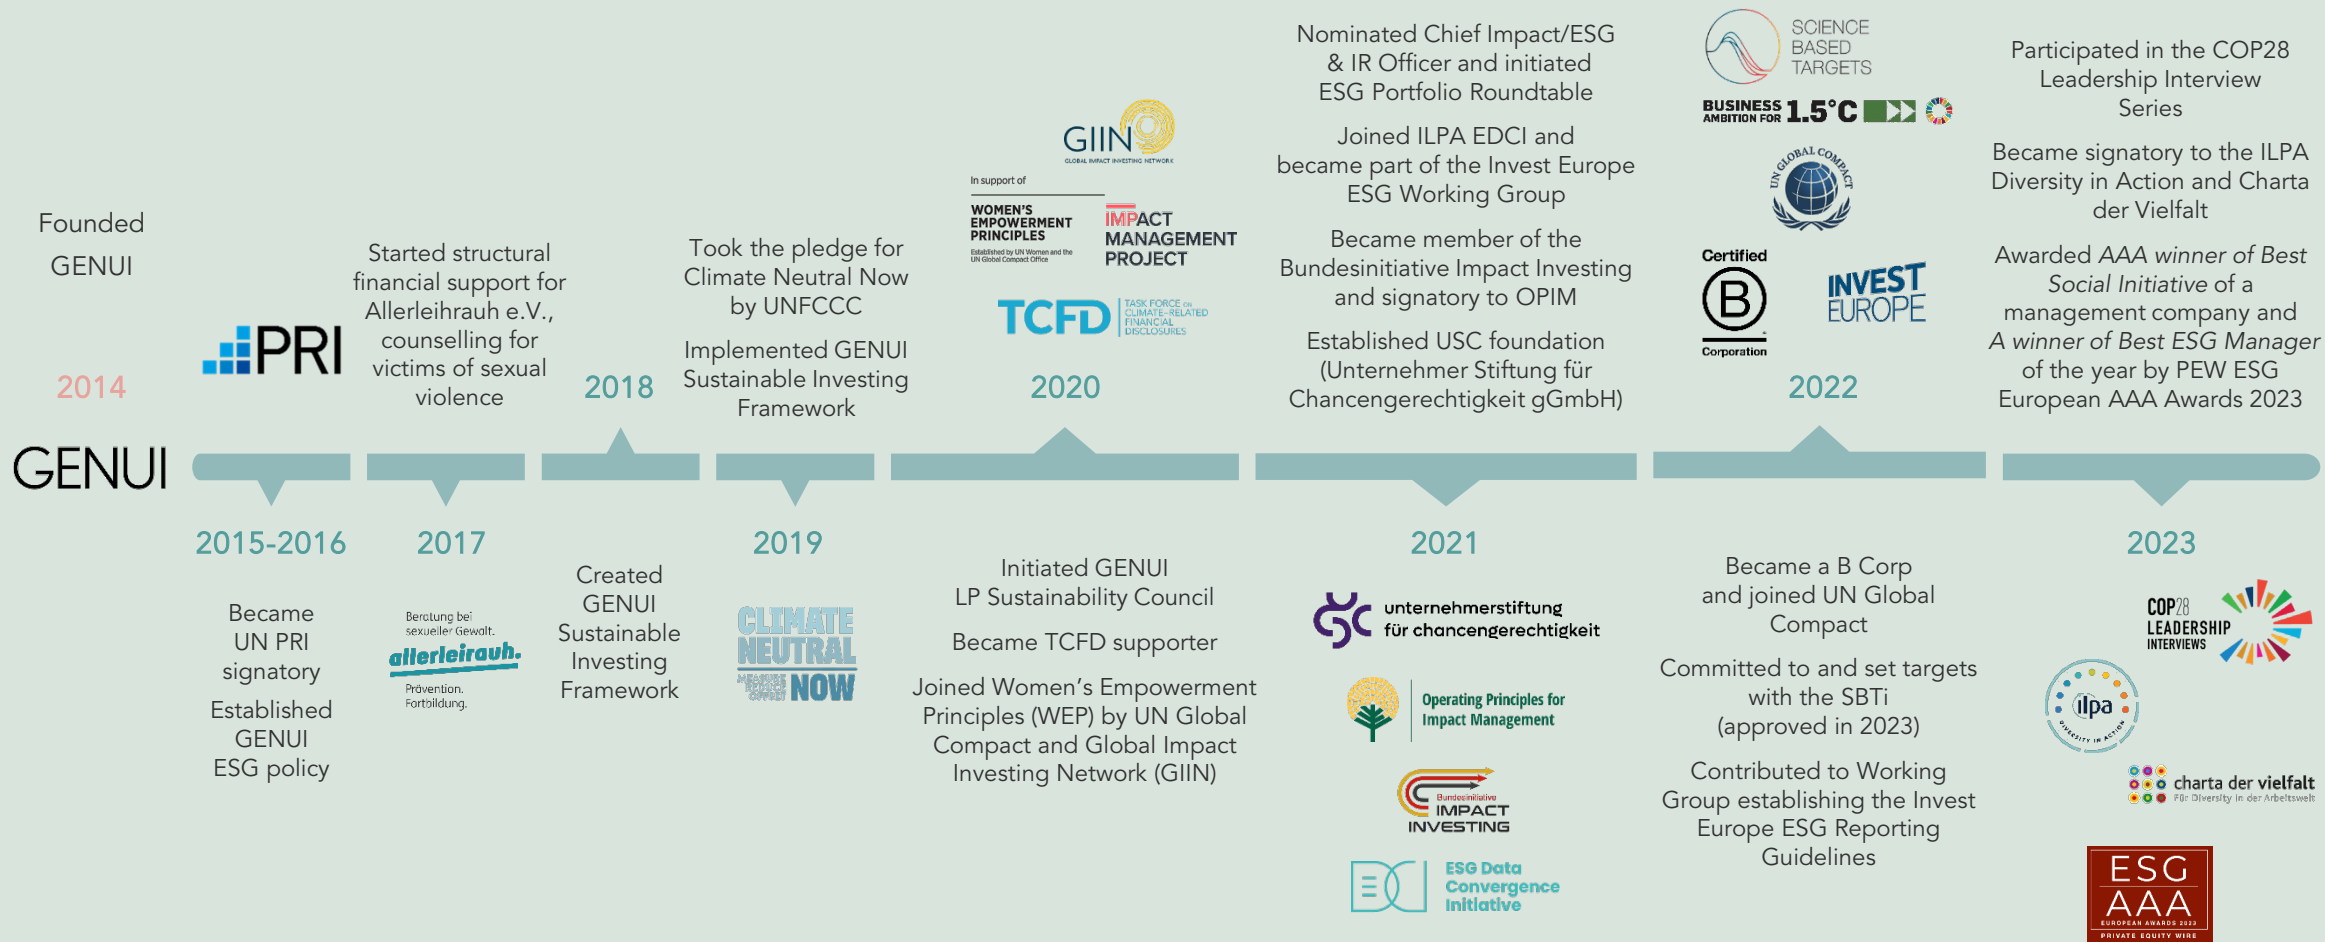 Founded
GENUI
2014
GENUI
PRI
2015-2016
Became
UN PRI
signatory
Established
GENUI
ESG policy
Started structural
financial support for
Allerleihrauh e.V.,
counselling for
victims of sexual
violence
2017
Beratung bei
sexueller Gewalt.
allerleirauh.
Prävention.
Fortbildung.
2018
Created
GENUI
Sustainable
Investing
Framework
Took the pledge for
Climate Neutral Now
by UNFCCC
Implemented GENUI
Sustainable Investing
Framework
2019
CLIMATE
NEUTRAL
MEASURE
REDUCE
OFFSET
NOW
GIIN
GLOBAL IMPACT INVESTING NETWORK
In support of
WOMEN'S
EMPOWERMENT
PRINCIPLES
Established by UN Women and the
UN Global Compact Office
IMPACT
MANAGEMENT
PROJECT
TCFD
TASK FORCE ON
CLIMATE-RELATED
FINANCIAL
DISCLOSURES
2020
Initiated GENUI
LP Sustainability Council
Became TCFD supporter
Joined Women's Empowerment
Principles (WEP) by UN Global
Compact and Global Impact
Investing Network (GIIN)
Nominated Chief Impact/ESG
& IR Officer and initiated
ESG Portfolio Roundtable
Joined ILPA EDCI and
became part of the Invest Europe
ESG Working Group
Became member of the
Bundesinitiative Impact Investing
and signatory to OPIM
Established USC foundation
(Unternehmer Stiftung für
Chancengerechtigkeit gGmbH)
2021
unternehmerstiftung
für chancengerechtigkeit
Operating Principles for
Impact Management
Bundesinitiative
IMPACT
INVESTING
ESG Data
Convergence
Initiative
SCIENCE
BASED
TARGETS
BUSINESS
AMBITION FOR 1.5°C
UN GLOBAL COMPACT
Certified
B
Corporation
INVEST
EUROPE
2022
Became a B Corp
and joined UN Global
Compact
Committed to and set targets
with the SBTi
(approved in 2023)
Contributed to Working
Group establishing the Invest
Europe ESG Reporting
Guidelines
Participated in the COP28
Leadership Interview
Series
Became signatory to the ILPA
Diversity in Action and Charta
der Vielfalt
Awarded AAA winner of Best
Social Initiative of a
management company and
A winner of Best ESG Manager
of the year by PEW ESG
European AAA Awards 2023
2023
COP28
LEADERSHIP
INTERVIEWS
ilpa
DIVERSITY IN ACTION
charta der vielfalt
Für Diversity in der Arbeitswelt
ESG
AAA
EUROPEAN AWARDS 2023
PRIVATE EQUITY WIRE